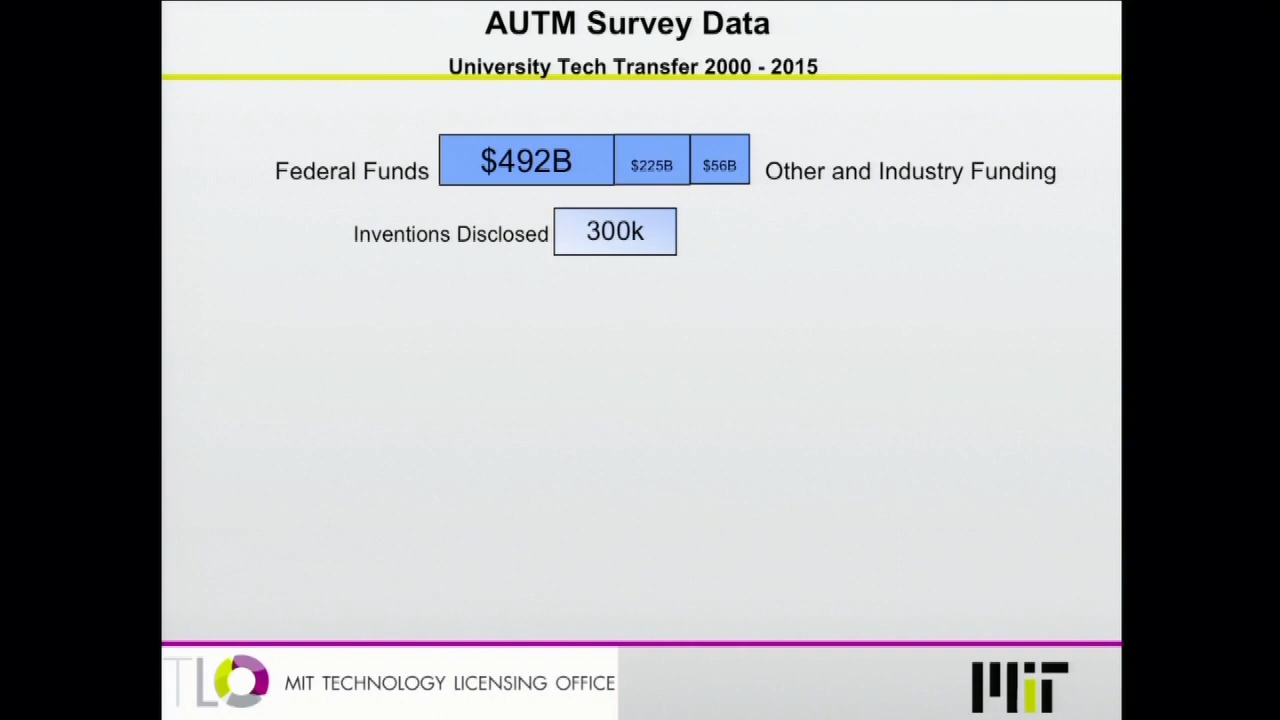 AUTM Survey Data
University Tech Transfer 2000 - 2015
Federal Funds $492B $225B $56B Other and Industry Funding
Inventions Disclosed 300k
TLO MIT TECHNOLOGY LICENSING OFFICE
MIT